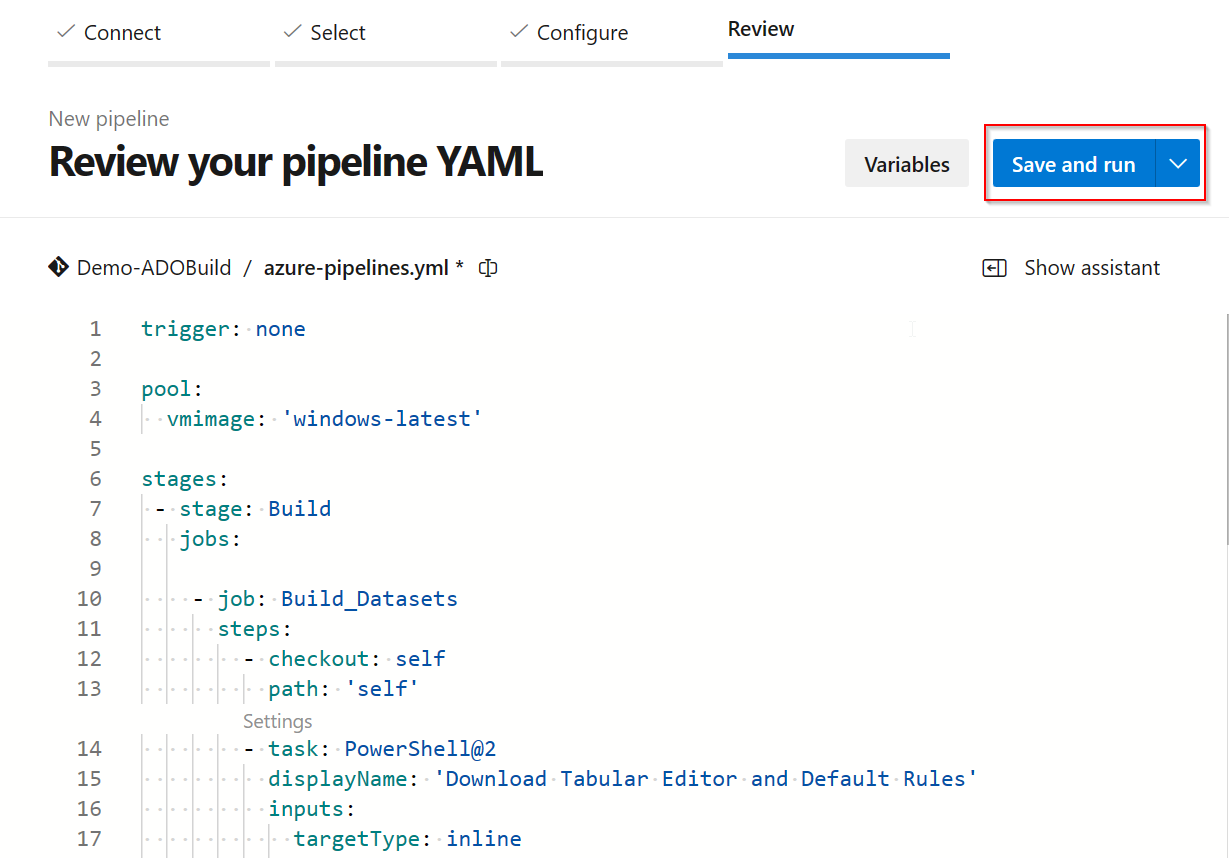 Connect Select Configure Review
New pipeline
Review your pipeline YAML
Variables Save and run
Demo-ADOBuild / azure-pipelines.yml * Show assistant
1 trigger: none
2
3 pool:
4 vmimage: 'windows-latest'
5
6 stages:
7 - stage: Build
8 jobs:
9
10 - job: Build_Datasets
11 steps:
12 - checkout: self
13 path: 'self'
Settings
14 - task: PowerShell@2
15 displayName: 'Download Tabular Editor and Default Rules'
16 inputs:
17 targetType: inline